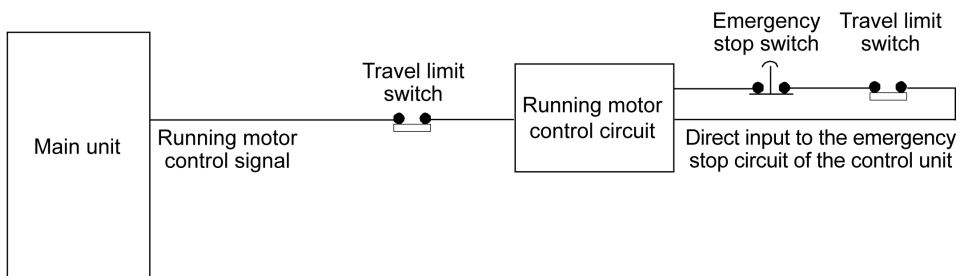 Main unit
Running motor
control signal
Travel limit
switch
Running motor
control circuit
Emergency
stop switch
Travel limit
switch
Direct input to the emergency
stop circuit of the control unit